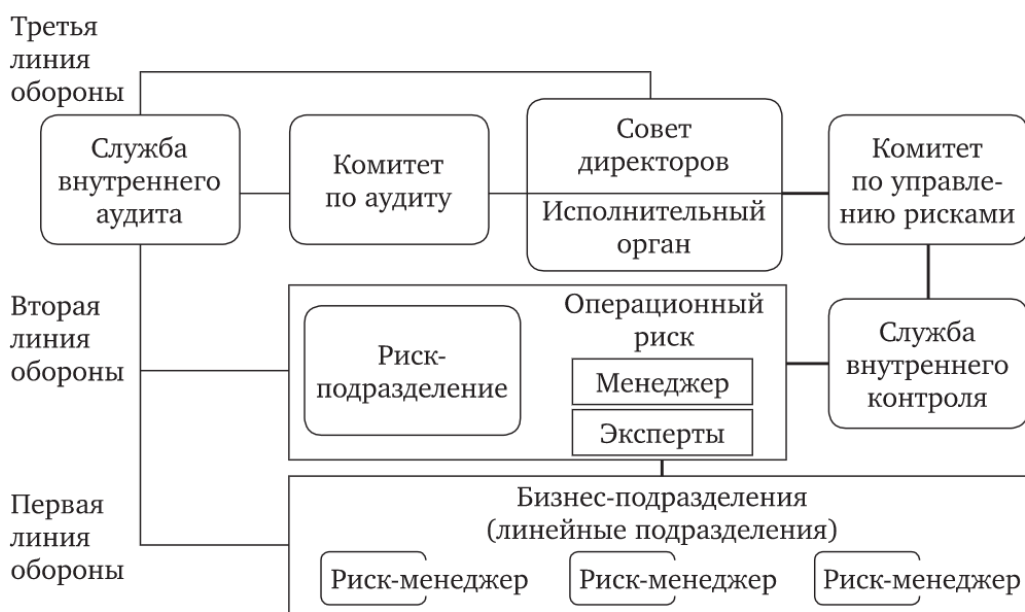 Третья
линия
обороны
Служба
внутреннего
аудита
Комитет
по аудиту
Совет
директоров
Исполнительный
орган
Комитет
по управле-
нию рисками
Вторая
линия
обороны
Риск-
подразделение
Операционный
риск
Менеджер
Эксперты
Служба
внутреннего
контроля
Первая
линия
обороны
Бизнес-подразделения
(линейные подразделения)
Риск-менеджер
Риск-менеджер
Риск-менеджер